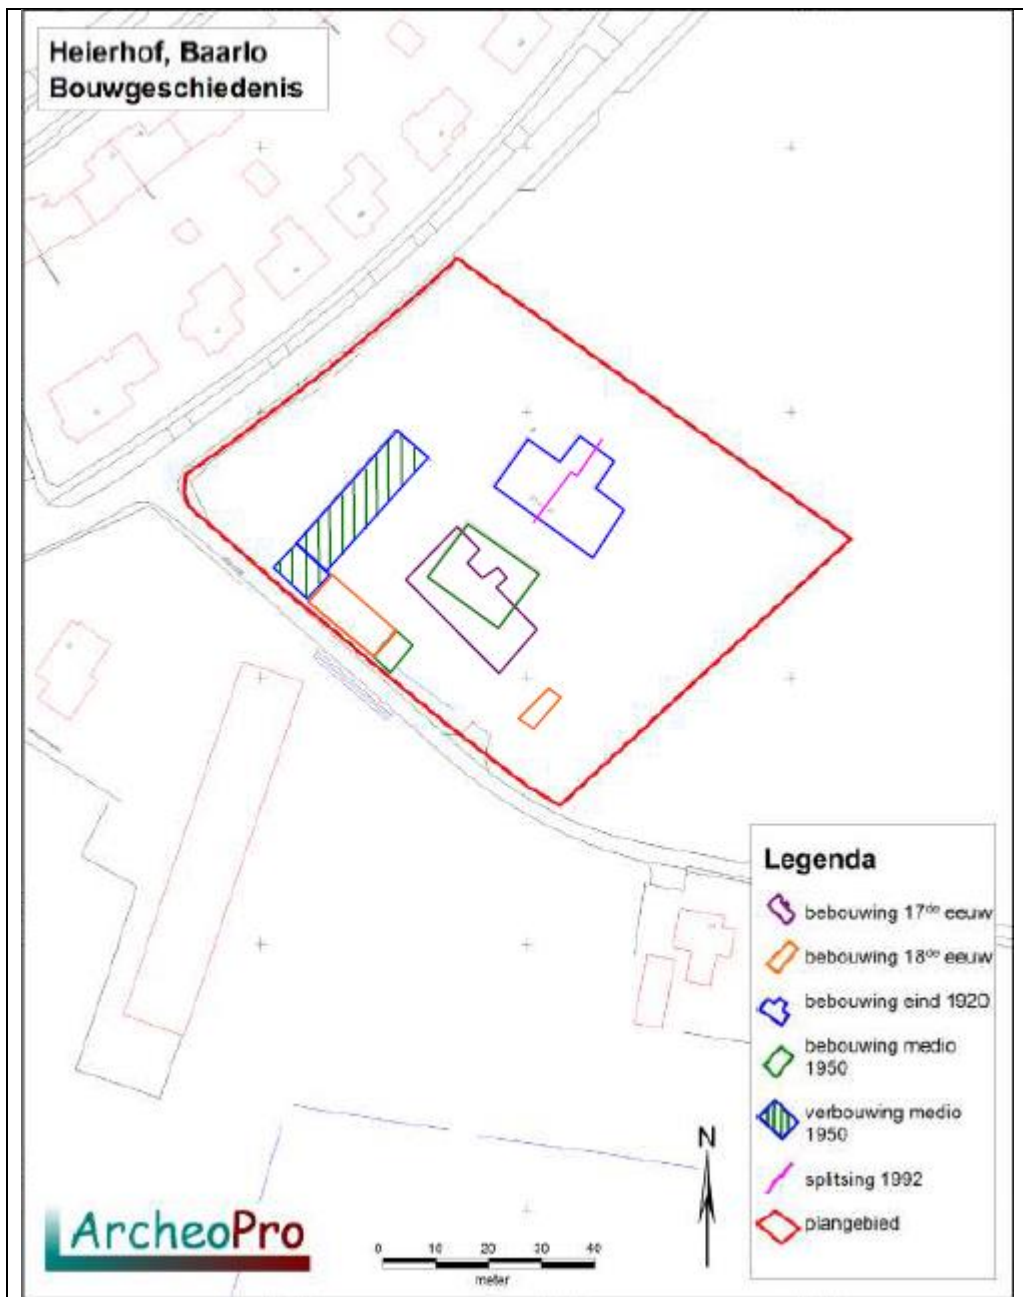 Heierhof, Baarlo
Bouwgeschiedenis
Legenda
bebouwing 17de eeuw
bebouwing 18de eeuw
bebouwing eind 1920
bebouwing medio
1950
verbouwing medio
1950
splitsing 1992
plangebied
N
ArcheoPro
0 10 20 30 40
meter